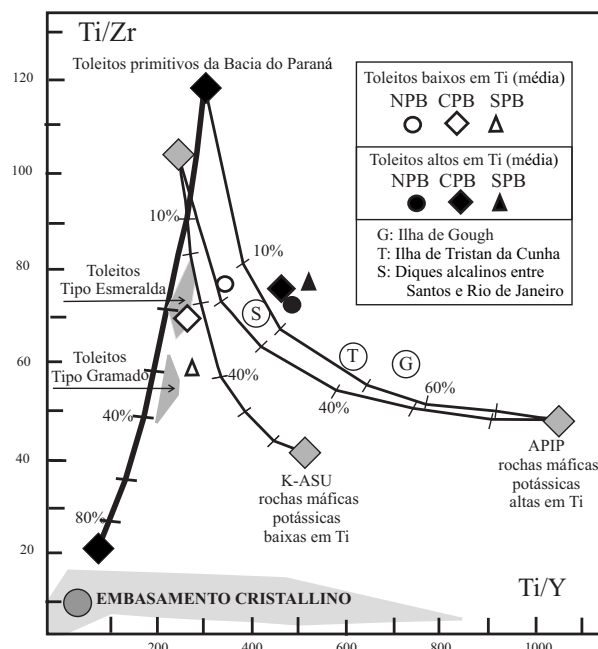 Ti/Zr
120
100
80
60
40
20
Toleitos primitivos da Bacia do Paraná
Toleitos baixos em Ti (média)
NPB CPB SPB
Toleitos altos em Ti (média)
NPB CPB SPB
G: Ilha de Gough
T: Ilha de Tristan da Cunha
S: Diques alcalinos entre
Santos e Rio de Janeiro
10%
10%
Toleitos
Tipo Esmeralda
S
Toleitos
Tipo Gramado
T
G
40%
40%
40%
60%
80%
K-ASU
rochas máficas
potássicas
baixas em Ti
APIP
rochas máficas
potássicas
altas em Ti
EMBASAMENTO CRISTALLINO
Ti/Y
200
400
600
800
1000